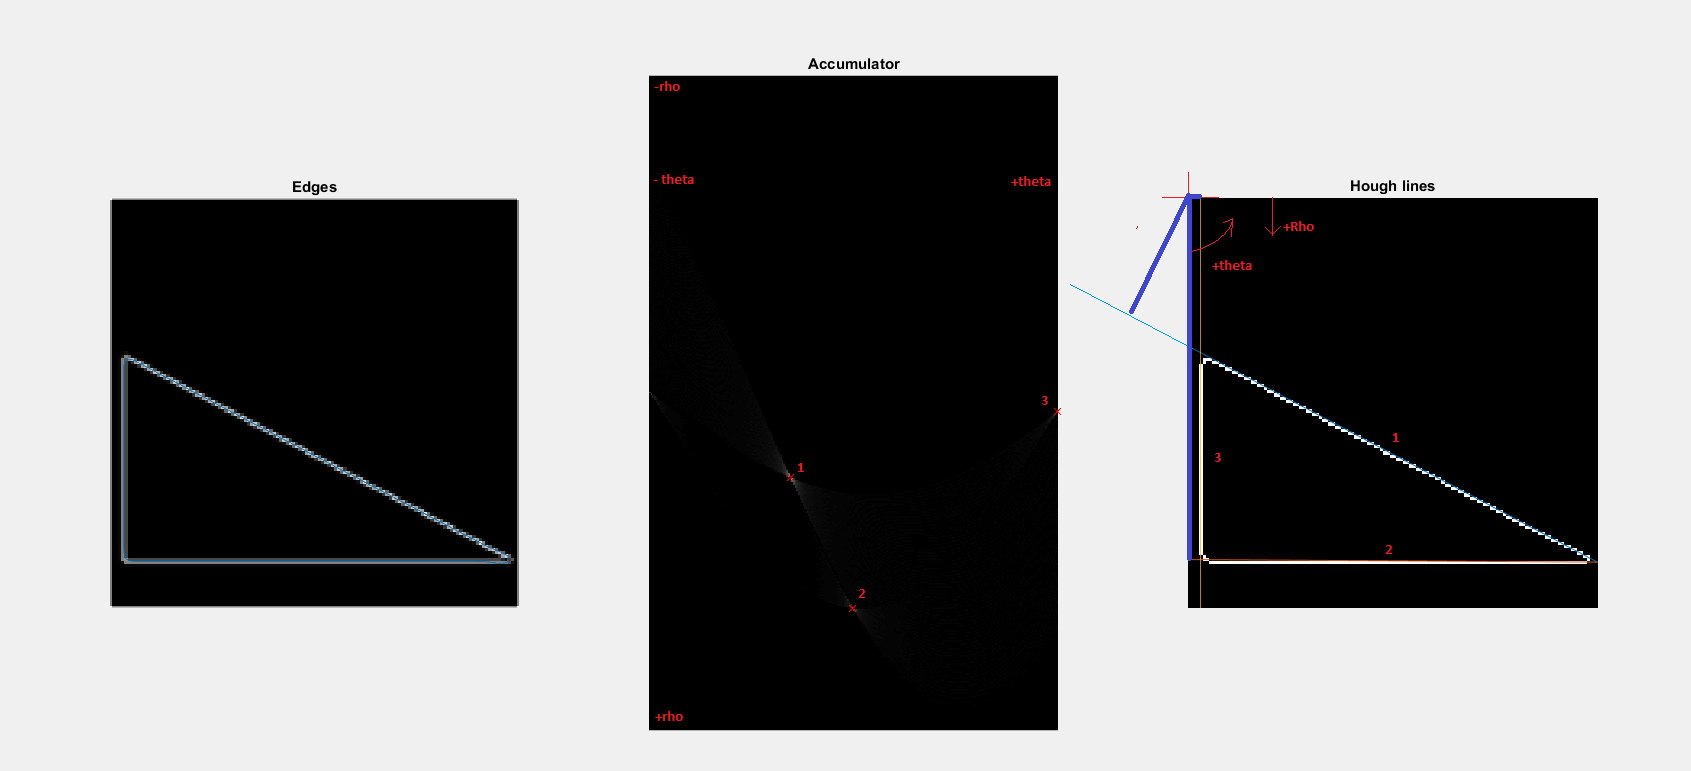 Edges
Accumulator
-rho
- theta
+theta
1
2
3
+rho
Hough lines
+Rho
+theta
1
2
3